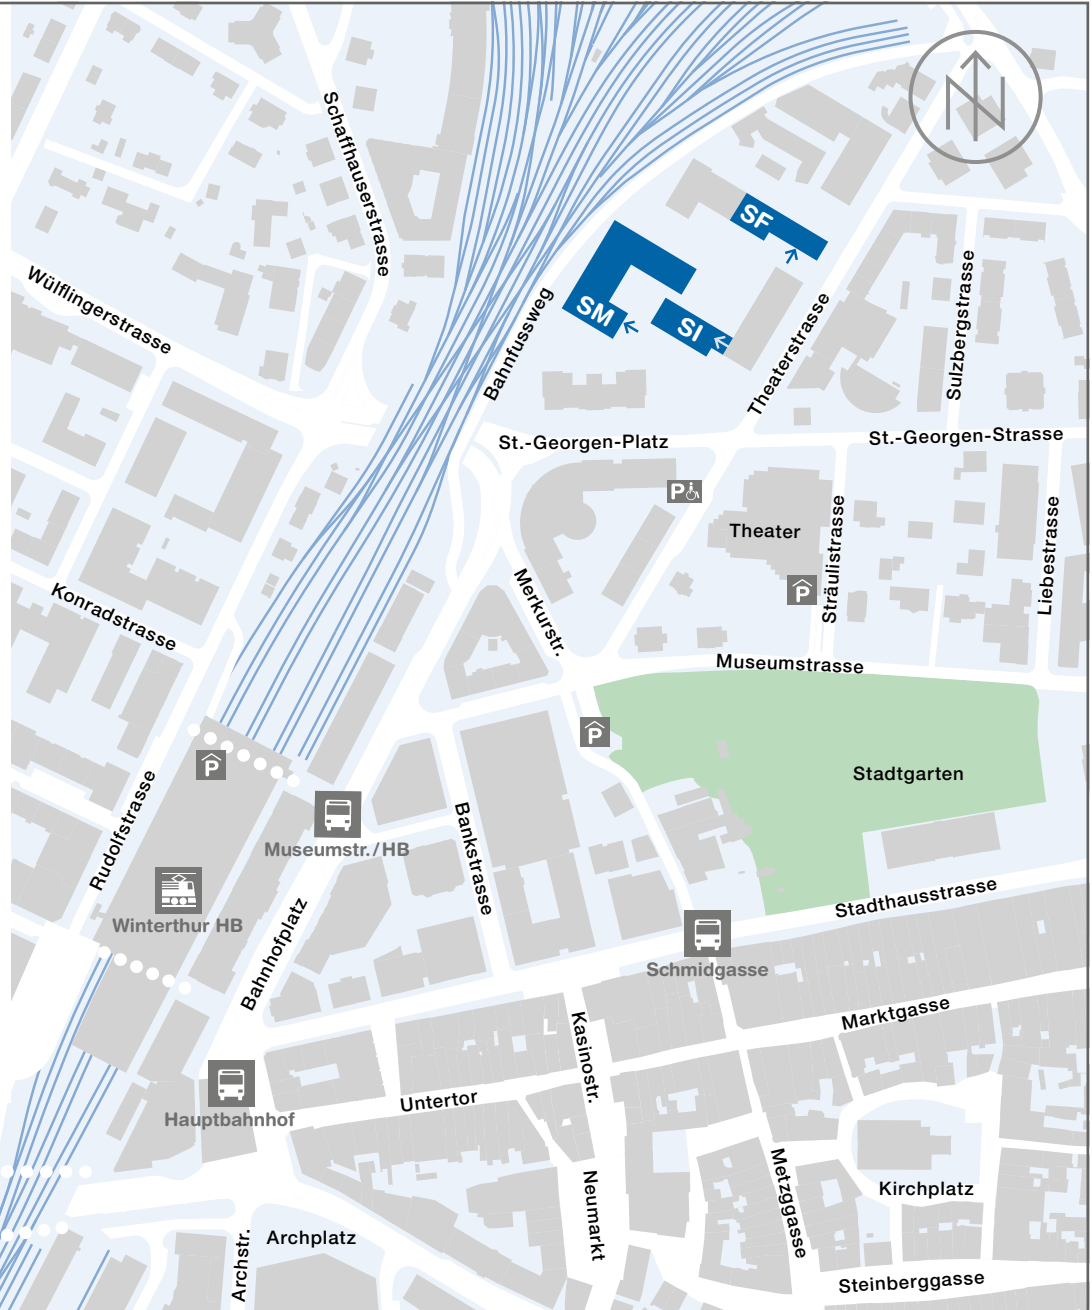 N
Schaffhauserstrasse
SF
Wülflingerstrasse
SM
SI
Bahnfussweg
Theaterstrasse
Sulzbergstrasse
St.-Georgen-Platz
St.-Georgen-Strasse
P
Theater
Sträulistrasse
Liebestrasse
P
Konradstrasse
Merkurstr.
Museumstrasse
P
P
Stadtgarten
Rudolfstrasse
Museumstr./HB
Bankstrasse
Winterthur HB
Stadthausstrasse
Bahnhofplatz
Schmidgasse
Marktgasse
Kasinostr.
Untertor
Hauptbahnhof
Neumarkt
Metzggasse
Kirchplatz
Archstr.
Archplatz
Steinberggasse